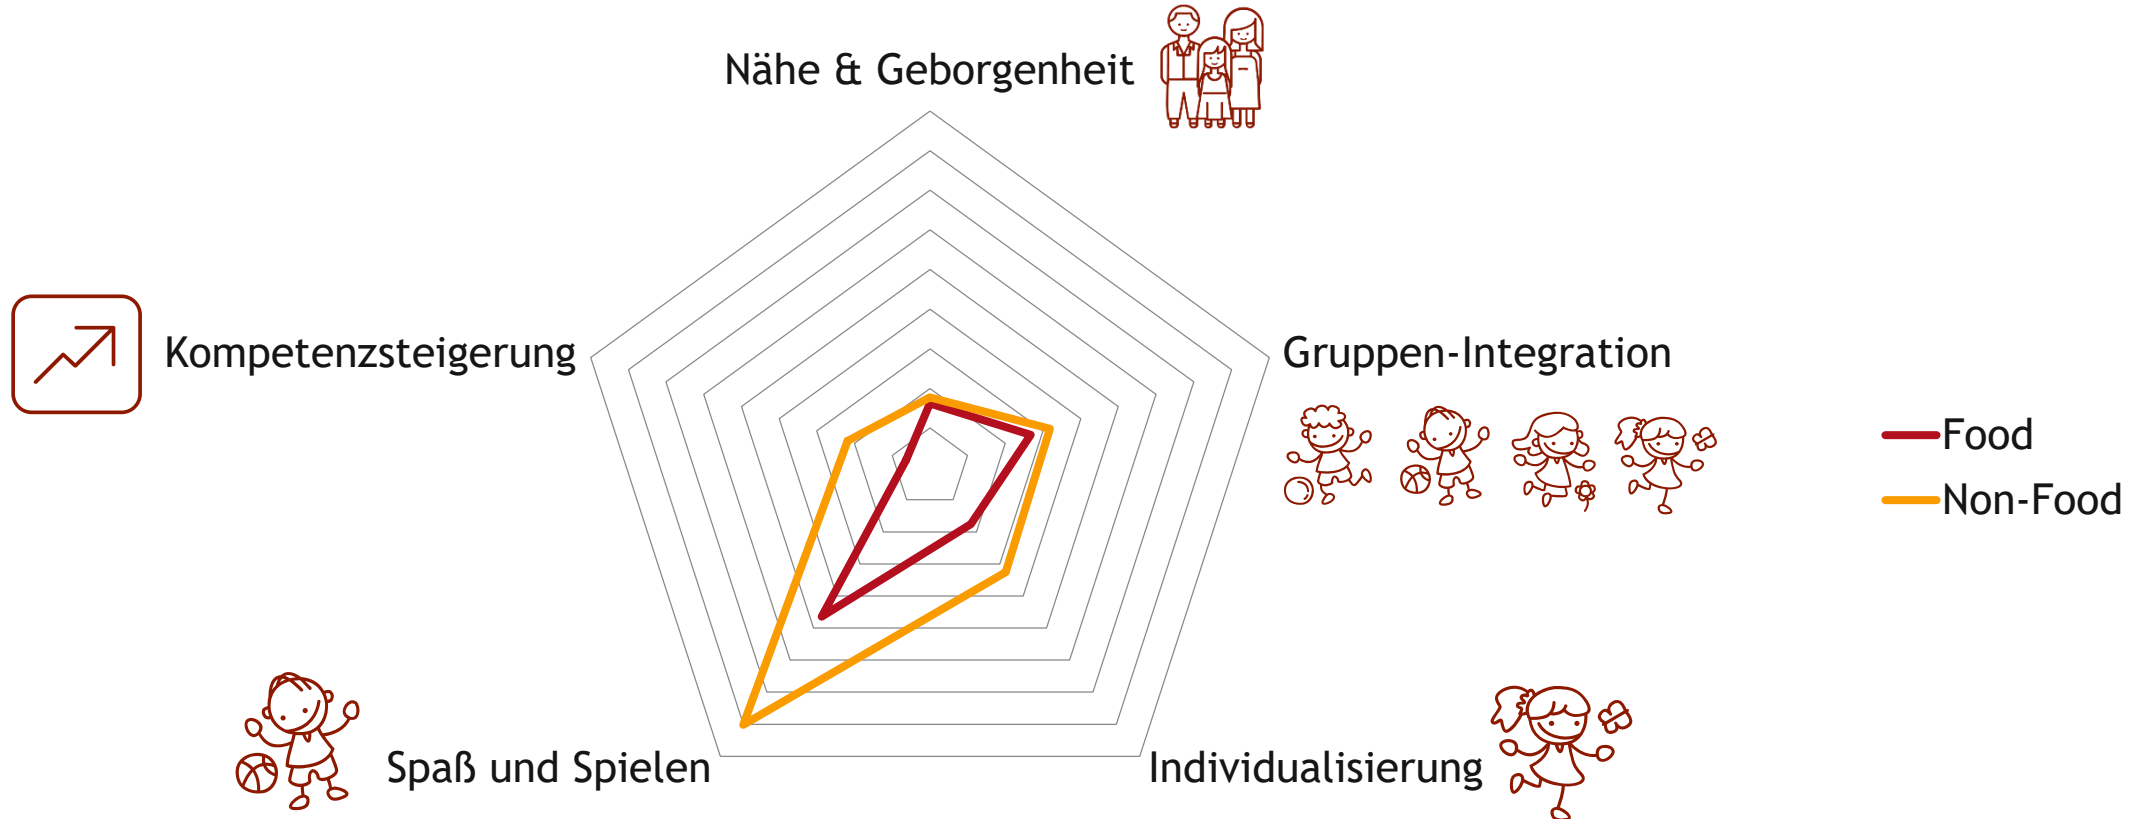 Nähe & Geborgenheit
Kompetenzsteigerung
Gruppen-Integration
Food
Non-Food
Spaß und Spielen
Individualisierung